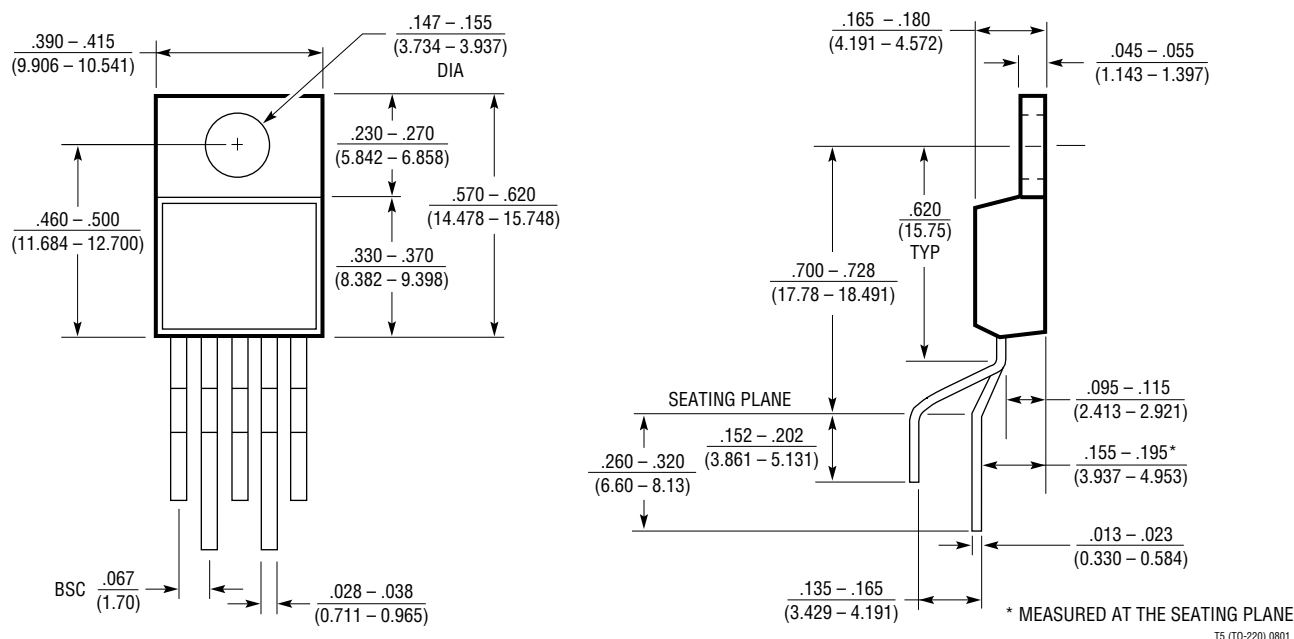 .390 – .415
(9.906 – 10.541)
.147 – .155
(3.734 – 3.937)
DIA
.230 – .270
(5.842 – 6.858)
.460 – .500
(11.684 – 12.700)
.570 – .620
(14.478 – 15.748)
.330 – .370
(8.382 – 9.398)
BSC
.067
(1.70)
.028 – .038
(0.711 – 0.965)
.165 – .180
(4.191 – 4.572)
.045 – .055
(1.143 – 1.397)
.620
(15.75)
TYP
.700 – .728
(17.78 – 18.491)
SEATING PLANE
.152 – .202
(3.861 – 5.131)
.260 – .320
(6.60 – 8.13)
.095 – .115
(2.413 – 2.921)
.155 – .195*
(3.937 – 4.953)
.013 – .023
(0.330 – 0.584)
.135 – .165
(3.429 – 4.191)
* MEASURED AT THE SEATING PLANE
T5 (TO-220) 0801